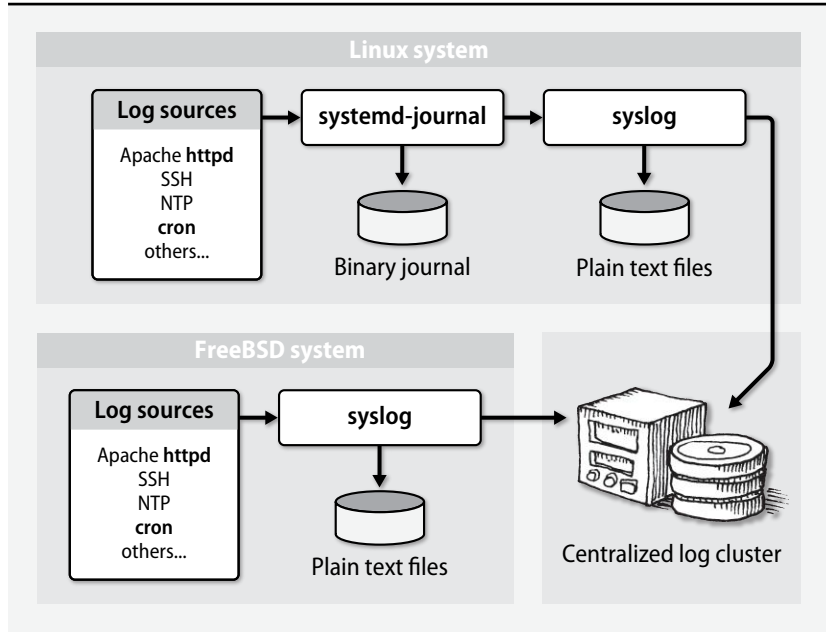 Linux system
Log sources
Apache httpd
SSH
NTP
cron
others...
systemd-journal
Binary journal
syslog
Plain text files
FreeBSD system
Log sources
Apache httpd
SSH
NTP
cron
others...
syslog
Plain text files
Centralized log cluster